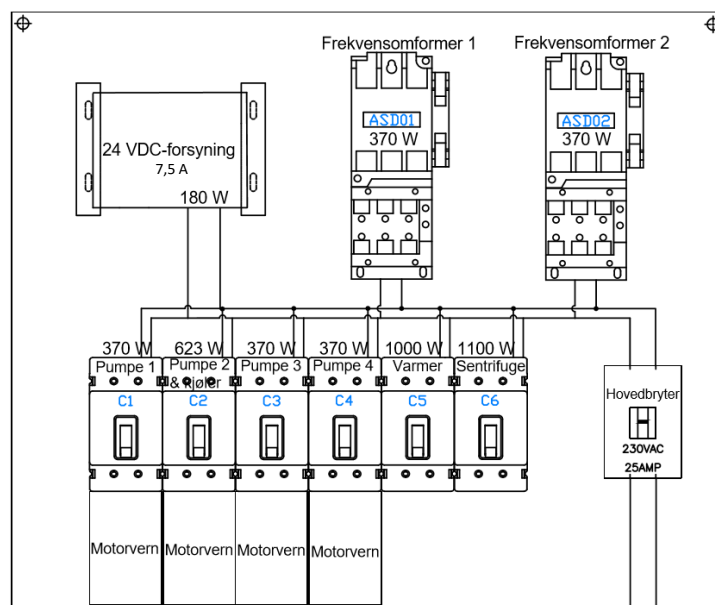 Frekvensomformer 1
Frekvensomformer 2
ASD01
370 W
ASD02
370 W
24 VDC-forsyning
7,5 A
180 W
370 W
623 W
370 W
370 W
1000 W
1100 W
Pumpe 1
Pumpe 2
& kjøler
Pumpe 3
Pumpe 4
Varmer
Sentrifuge
C1
C2
C3
C4
C5
C6
Hovedbryter
230VAC
25AMP
Motorvern
Motorvern
Motorvern
Motorvern